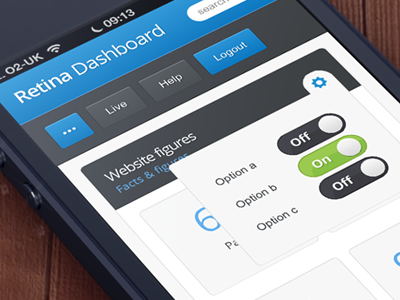 O2-UK 09:13
Retina Dashboard
search
... Live Help Logout
Website figures
Facts & figures
Option a Off
Option b On
Option c Off
6
Pa